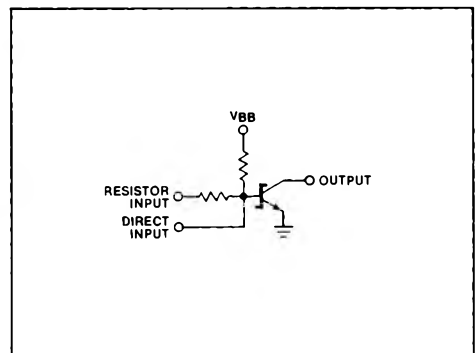 VBB
RESISTOR
INPUT
OUTPUT
DIRECT
INPUT